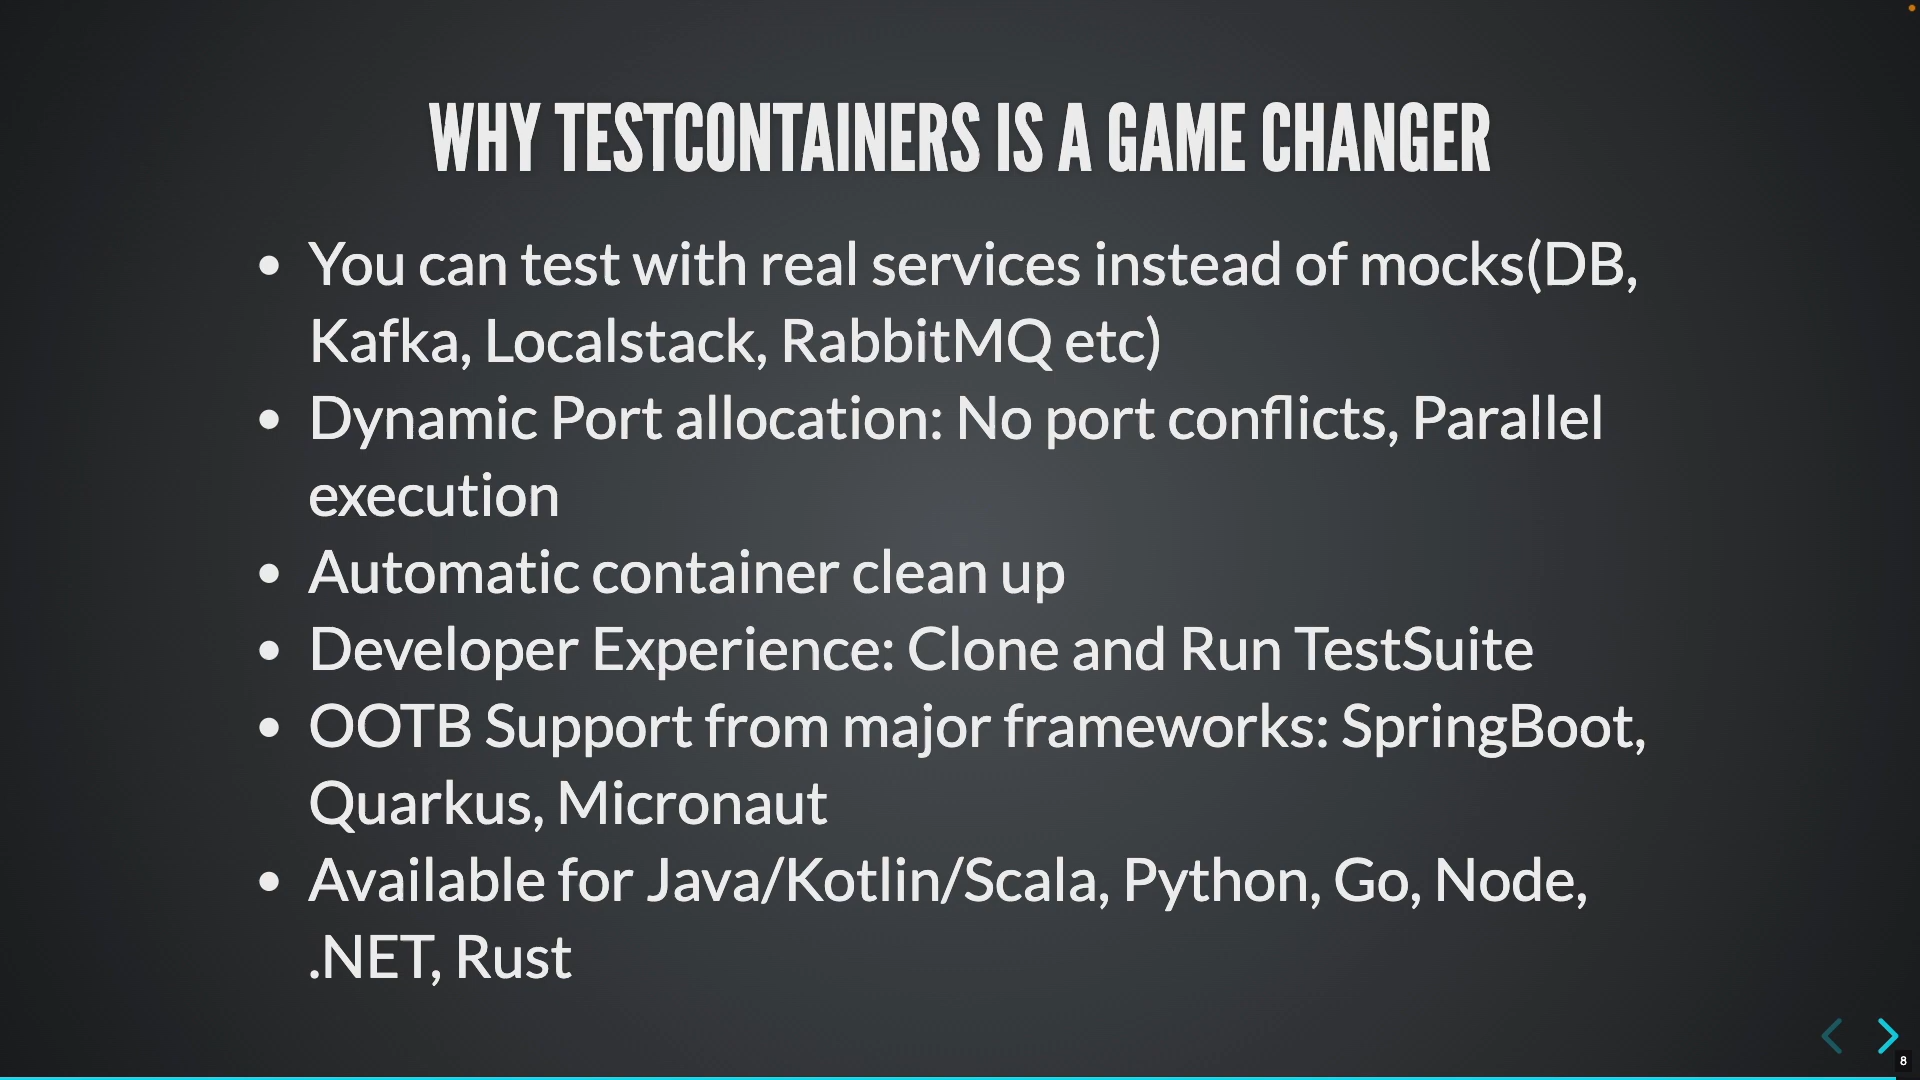 WHY TESTCONTAINERS IS A GAME CHANGER
• You can test with real services instead of mocks(DB,
Kafka, Localstack, RabbitMQ etc)
• Dynamic Port allocation: No port conflicts, Parallel
execution
• Automatic container clean up
• Developer Experience: Clone and Run TestSuite
• OOTB Support from major frameworks: SpringBoot,
Quarkus, Micronaut
• Available for Java/Kotlin/Scala, Python, Go, Node,
.NET, Rust
8